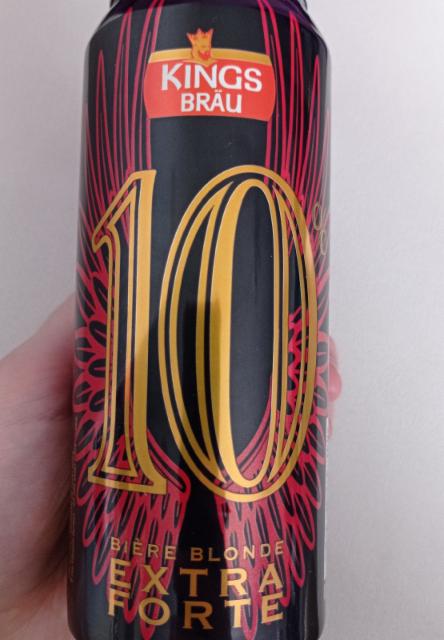 KINGS
BRÄU
10%
BIÈRE BLONDE
EXTRA
FORTE